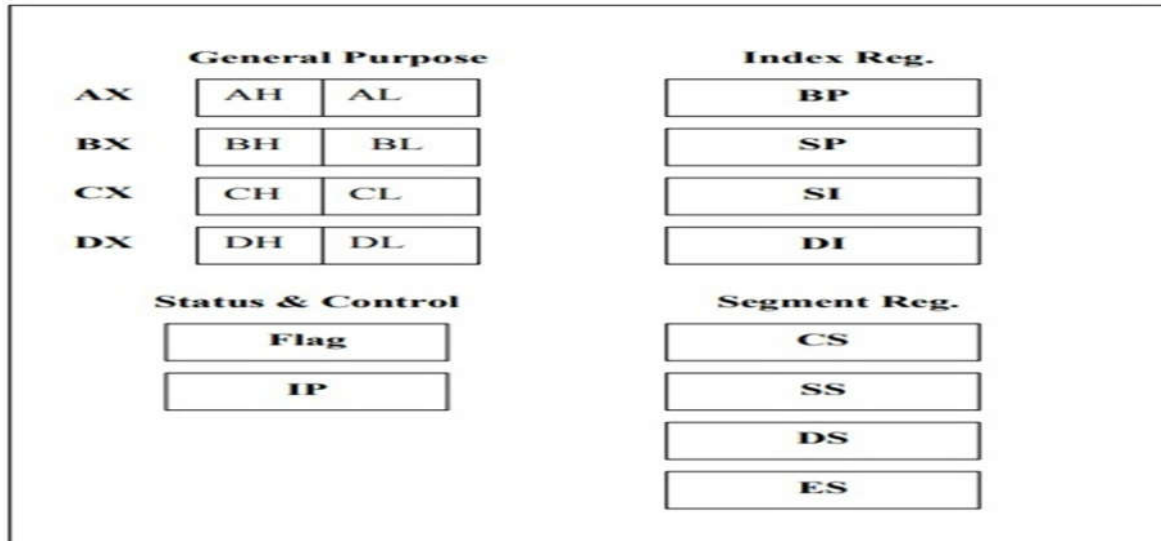 General Purpose
AX AH AL
BX BH BL
CX CH CL
DX DH DL
Index Reg.
BP
SP
SI
DI
Status & Control
Flag
IP
Segment Reg.
CS
SS
DS
ES